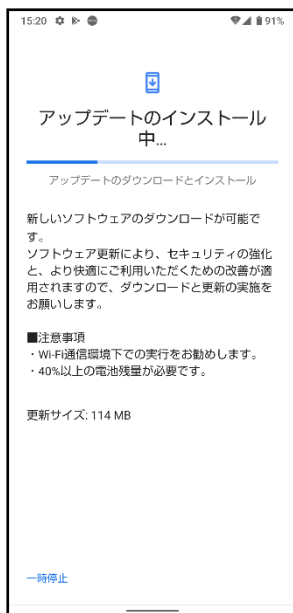 15:20 91%
アップデートのインストール
中...
アップデートのダウンロードとインストール
新しいソフトウェアのダウンロードが可能で
す。
ソフトウェア更新により、セキュリティの強化
と、より快適にご利用いただくための改善が適
用されますので、ダウンロードと更新の実施を
お願いします。
■注意事項
・Wi-Fi通信環境下での実行をお勧めします。
・40%以上の電池残量が必要です。
更新サイズ: 114 MB
一時停止